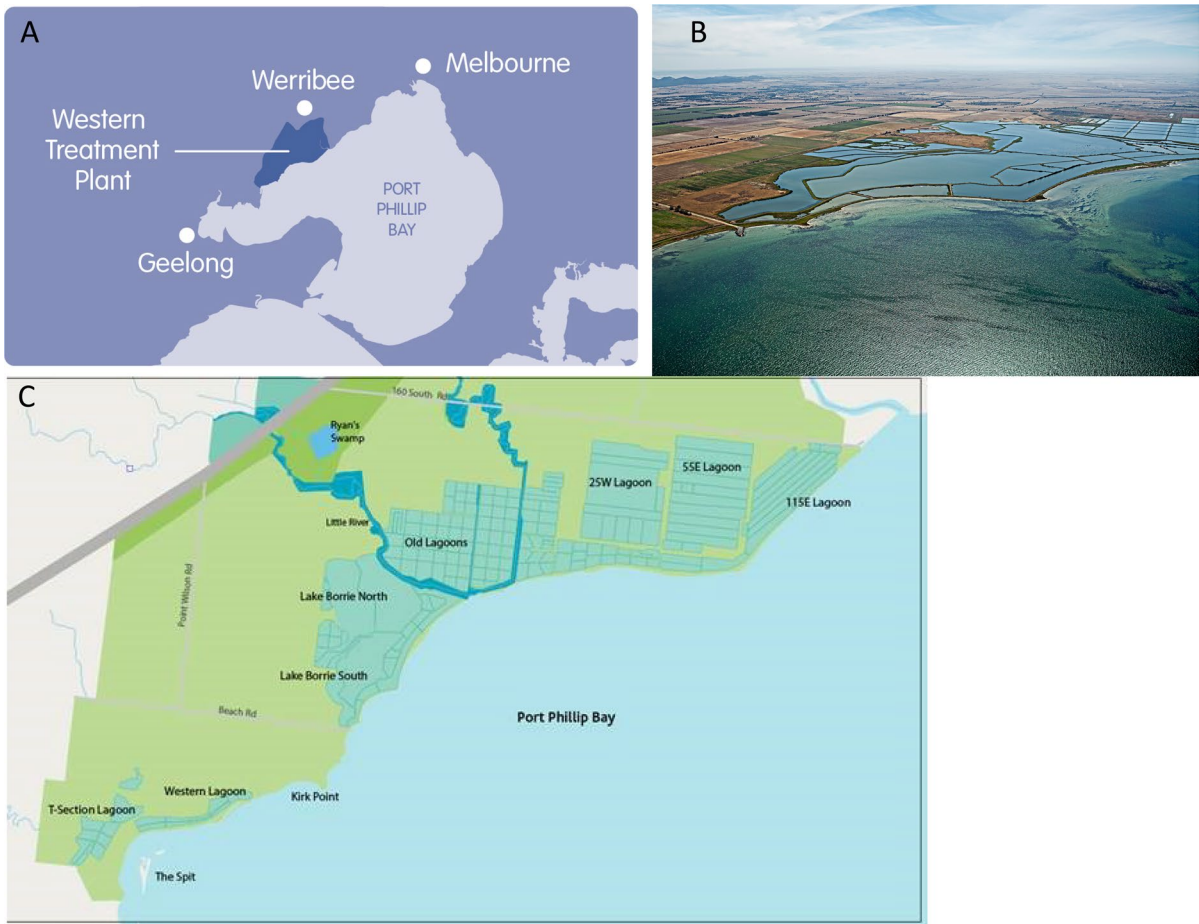 A
Melbourne
Werribee
Western
Treatment
Plant
PORT
PHILLIP
BAY
Geelong
B
C
160 South Rd
Ryan's
Swamp
55E Lagoon
25W Lagoon
115E Lagoon
Little River
Old Lagoons
Point Wilson Rd
Lake Borrie North
Lake Borrie South
Beach Rd
Port Phillip Bay
Western Lagoon
Kirk Point
T-Section Lagoon
The Spit